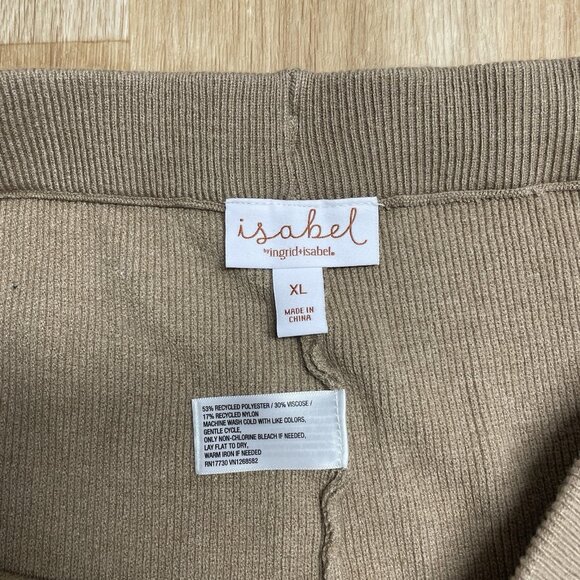 isabel
by ingrid+isabel®
XL
MADE IN
CHINA
53% RECYCLED POLYESTER / 30% VISCOSE /
17% RECYCLED NYLON
MACHINE WASH COLD WITH LIKE COLORS,
GENTLE CYCLE,
ONLY NON-CHLORINE BLEACH IF NEEDED,
LAY FLAT TO DRY,
WARM IRON IF NEEDED
RN17730 VN1268582